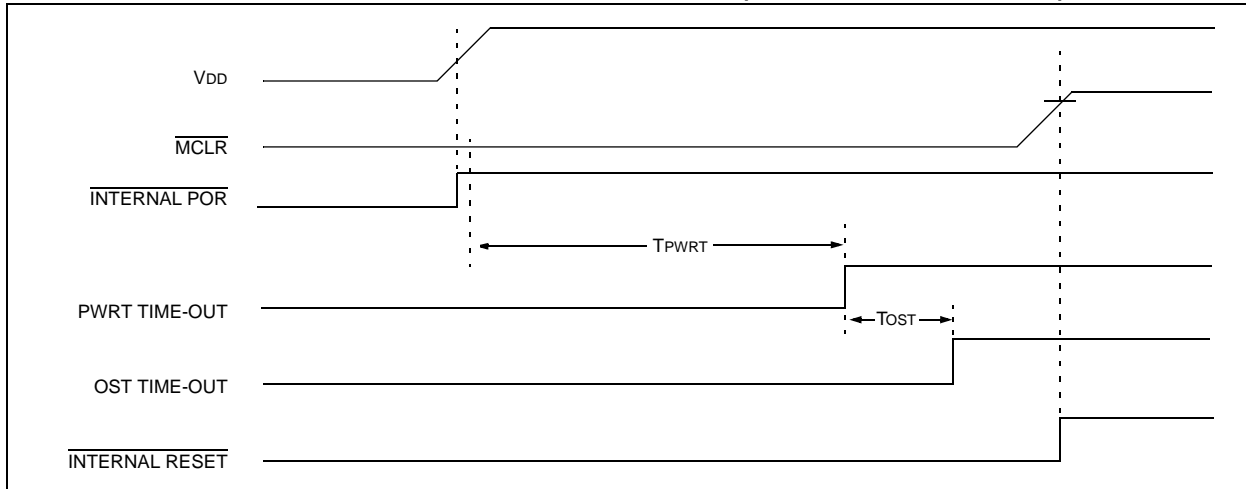 VDD
MCLR
INTERNAL POR
TPWRT
PWRT TIME-OUT
TOST
OST TIME-OUT
INTERNAL RESET